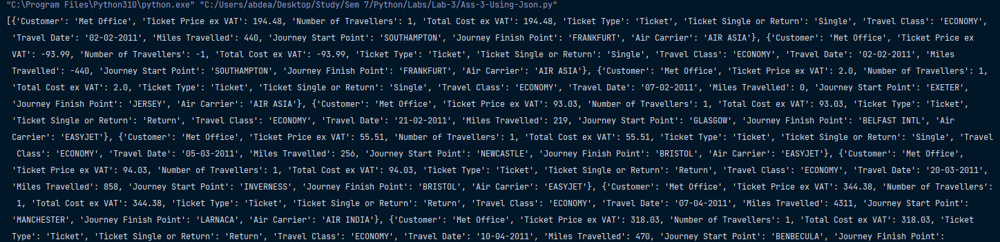 "C:\Program Files\Python310\python.exe" "C:/Users/abdea/Desktop/Study/Sem 7/Python/Labs/Lab-3/Ass-3-Using-Json.py"
[{'Customer': 'Met Office', 'Ticket Price ex VAT': 194.48, 'Number of Travellers': 1, 'Total Cost ex VAT': 194.48, 'Ticket Type': 'Ticket', 'Ticket Single or Return': 'Single', 'Travel Class': 'ECONOMY',
'Travel Date': '02-02-2011', 'Miles Travelled': 440, 'Journey Start Point': 'SOUTHAMPTON', 'Journey Finish Point': 'FRANKFURT', 'Air Carrier': 'AIR ASIA'}, {'Customer': 'Met Office', 'Ticket Price ex
VAT': -93.99, 'Number of Travellers': -1, 'Total Cost ex VAT': -93.99, 'Ticket Type': 'Ticket', 'Ticket Single or Return': 'Single', 'Travel Class': 'ECONOMY', 'Travel Date': '02-02-2011', 'Miles
Travelled': -440, 'Journey Start Point': 'SOUTHAMPTON', 'Journey Finish Point': 'FRANKFURT', 'Air Carrier': 'AIR ASIA'}, {'Customer': 'Met Office', 'Ticket Price ex VAT': 2.0, 'Number of Travellers': 1,
'Total Cost ex VAT': 2.0, 'Ticket Type': 'Ticket', 'Ticket Single or Return': 'Single', 'Travel Class': 'ECONOMY', 'Travel Date': '07-02-2011', 'Miles Travelled': 0, 'Journey Start Point': 'EXETER',
'Journey Finish Point': 'JERSEY', 'Air Carrier': 'AIR ASIA'}, {'Customer': 'Met Office', 'Ticket Price ex VAT': 93.03, 'Number of Travellers': 1, 'Total Cost ex VAT': 93.03, 'Ticket Type': 'Ticket',
'Ticket Single or Return': 'Return', 'Travel Class': 'ECONOMY', 'Travel Date': '21-02-2011', 'Miles Travelled': 219, 'Journey Start Point': 'GLASGOW', 'Journey Finish Point': 'BELFAST INTL', 'Air
Carrier': 'EASYJET'}, {'Customer': 'Met Office', 'Ticket Price ex VAT': 55.51, 'Number of Travellers': 1, 'Total Cost ex VAT': 55.51, 'Ticket Type': 'Ticket', 'Ticket Single or Return': 'Single', 'Travel
Class': 'ECONOMY', 'Travel Date': '05-03-2011', 'Miles Travelled': 256, 'Journey Start Point': 'NEWCASTLE', 'Journey Finish Point': 'BRISTOL', 'Air Carrier': 'EASYJET'}, {'Customer': 'Met Office',
'Ticket Price ex VAT': 94.03, 'Number of Travellers': 1, 'Total Cost ex VAT': 94.03, 'Ticket Type': 'Ticket', 'Ticket Single or Return': 'Return', 'Travel Class': 'ECONOMY', 'Travel Date': '20-03-2011',
'Miles Travelled': 858, 'Journey Start Point': 'INVERNESS', 'Journey Finish Point': 'BRISTOL', 'Air Carrier': 'EASYJET'}, {'Customer': 'Met Office', 'Ticket Price ex VAT': 344.38, 'Number of Travellers':
1, 'Total Cost ex VAT': 344.38, 'Ticket Type': 'Ticket', 'Ticket Single or Return': 'Return', 'Travel Class': 'ECONOMY', 'Travel Date': '07-04-2011', 'Miles Travelled': 4311, 'Journey Start Point':
'MANCHESTER', 'Journey Finish Point': 'LARNACA', 'Air Carrier': 'AIR INDIA'}, {'Customer': 'Met Office', 'Ticket Price ex VAT': 318.03, 'Number of Travellers': 1, 'Total Cost ex VAT': 318.03, 'Ticket
Type': 'Ticket', 'Ticket Single or Return': 'Return', 'Travel Class': 'ECONOMY', 'Travel Date': '10-04-2011', 'Miles Travelled': 470, 'Journey Start Point': 'BENBECULA', 'Journey Finish Point':